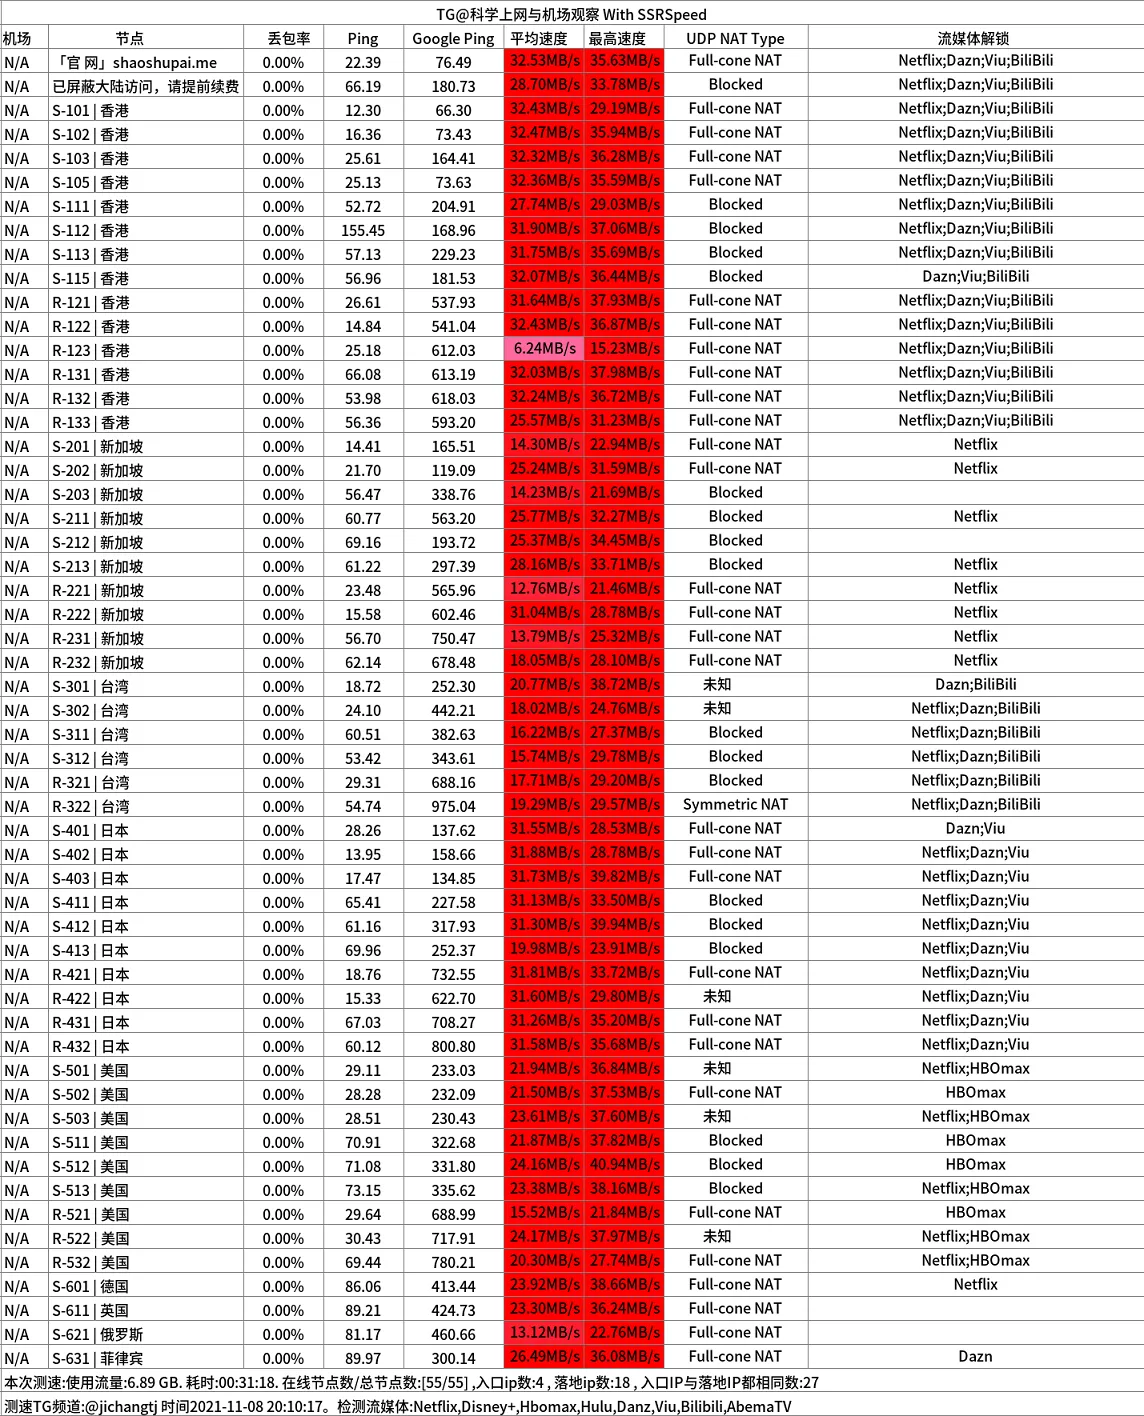 TG@科学上网与机场观察 With SSRSpeed
机场 节点 丢包率 Ping Google Ping 平均速度 最高速度 UDP NAT Type 流媒体解锁
N/A 「官 网」shaoshupai.me 0.00% 22.39 76.49 32.53MB/s 35.63MB/s Full-cone NAT Netflix;Dazn;Viu;BiliBili
N/A 已屏蔽大陆访问，请提前续费 0.00% 66.19 180.73 28.70MB/s 33.78MB/s Blocked Netflix;Dazn;Viu;BiliBili
N/A S-101 | 香港 0.00% 12.30 66.30 32.43MB/s 29.19MB/s Full-cone NAT Netflix;Dazn;Viu;BiliBili
N/A S-102 | 香港 0.00% 16.36 73.43 32.47MB/s 35.94MB/s Full-cone NAT Netflix;Dazn;Viu;BiliBili
N/A S-103 | 香港 0.00% 25.61 164.41 32.32MB/s 36.28MB/s Full-cone NAT Netflix;Dazn;Viu;BiliBili
N/A S-105 | 香港 0.00% 25.13 73.63 32.36MB/s 35.59MB/s Full-cone NAT Netflix;Dazn;Viu;BiliBili
N/A S-111 | 香港 0.00% 52.72 204.91 27.74MB/s 29.03MB/s Blocked Netflix;Dazn;Viu;BiliBili
N/A S-112 | 香港 0.00% 155.45 168.96 31.90MB/s 37.06MB/s Blocked Netflix;Dazn;Viu;BiliBili
N/A S-113 | 香港 0.00% 57.13 229.23 31.75MB/s 35.69MB/s Blocked Netflix;Dazn;Viu;BiliBili
N/A S-115 | 香港 0.00% 56.96 181.53 32.07MB/s 36.44MB/s Blocked Dazn;Viu;BiliBili
N/A R-121 | 香港 0.00% 26.61 537.93 31.64MB/s 37.93MB/s Full-cone NAT Netflix;Dazn;Viu;BiliBili
N/A R-122 | 香港 0.00% 14.84 541.04 32.43MB/s 36.87MB/s Full-cone NAT Netflix;Dazn;Viu;BiliBili
N/A R-123 | 香港 0.00% 25.18 612.03 6.24MB/s 15.23MB/s Full-cone NAT Netflix;Dazn;Viu;BiliBili
N/A R-131 | 香港 0.00% 66.08 613.19 32.03MB/s 37.98MB/s Full-cone NAT Netflix;Dazn;Viu;BiliBili
N/A R-132 | 香港 0.00% 53.98 618.03 32.24MB/s 36.72MB/s Full-cone NAT Netflix;Dazn;Viu;BiliBili
N/A R-133 | 香港 0.00% 56.36 593.20 25.57MB/s 31.23MB/s Full-cone NAT Netflix;Dazn;Viu;BiliBili
N/A S-201 | 新加坡 0.00% 14.41 165.51 14.30MB/s 22.94MB/s Full-cone NAT Netflix
N/A S-202 | 新加坡 0.00% 21.70 119.09 25.24MB/s 31.59MB/s Full-cone NAT Netflix
N/A S-203 | 新加坡 0.00% 56.47 338.76 14.23MB/s 21.69MB/s Blocked
N/A S-211 | 新加坡 0.00% 60.77 563.20 25.77MB/s 32.27MB/s Blocked Netflix
N/A S-212 | 新加坡 0.00% 69.16 193.72 25.37MB/s 34.45MB/s Blocked
N/A S-213 | 新加坡 0.00% 61.22 297.39 28.16MB/s 33.71MB/s Blocked Netflix
N/A R-221 | 新加坡 0.00% 23.48 565.96 12.76MB/s 21.46MB/s Full-cone NAT Netflix
N/A R-222 | 新加坡 0.00% 15.58 602.46 31.04MB/s 28.78MB/s Full-cone NAT Netflix
N/A R-231 | 新加坡 0.00% 56.70 750.47 13.79MB/s 25.32MB/s Full-cone NAT Netflix
N/A R-232 | 新加坡 0.00% 62.14 678.48 18.05MB/s 28.10MB/s Full-cone NAT Netflix
N/A S-301 | 台湾 0.00% 18.72 252.30 20.77MB/s 38.72MB/s 未知 Dazn;BiliBili
N/A S-302 | 台湾 0.00% 24.10 442.21 18.02MB/s 24.76MB/s 未知 Netflix;Dazn;BiliBili
N/A S-311 | 台湾 0.00% 60.51 382.63 16.22MB/s 27.37MB/s Blocked Netflix;Dazn;BiliBili
N/A S-312 | 台湾 0.00% 53.42 343.61 15.74MB/s 29.78MB/s Blocked Netflix;Dazn;BiliBili
N/A R-321 | 台湾 0.00% 29.31 688.16 17.71MB/s 29.20MB/s Blocked Netflix;Dazn;BiliBili
N/A R-322 | 台湾 0.00% 54.74 975.04 19.29MB/s 29.57MB/s Symmetric NAT Netflix;Dazn;BiliBili
N/A S-401 | 日本 0.00% 28.26 137.62 31.55MB/s 28.53MB/s Full-cone NAT Dazn;Viu
N/A S-402 | 日本 0.00% 13.95 158.66 31.88MB/s 28.78MB/s Full-cone NAT Netflix;Dazn;Viu
N/A S-403 | 日本 0.00% 17.47 134.85 31.73MB/s 39.82MB/s Full-cone NAT Netflix;Dazn;Viu
N/A S-411 | 日本 0.00% 65.41 227.58 31.13MB/s 33.50MB/s Blocked Netflix;Dazn;Viu
N/A S-412 | 日本 0.00% 61.16 317.93 31.30MB/s 39.94MB/s Blocked Netflix;Dazn;Viu
N/A S-413 | 日本 0.00% 69.96 252.37 19.98MB/s 23.91MB/s Blocked Netflix;Dazn;Viu
N/A R-421 | 日本 0.00% 18.76 732.55 31.81MB/s 33.72MB/s Full-cone NAT Netflix;Dazn;Viu
N/A R-422 | 日本 0.00% 15.33 622.70 31.60MB/s 29.80MB/s 未知 Netflix;Dazn;Viu
N/A R-431 | 日本 0.00% 67.03 708.27 31.26MB/s 35.20MB/s Full-cone NAT Netflix;Dazn;Viu
N/A R-432 | 日本 0.00% 60.12 800.80 31.58MB/s 35.68MB/s Full-cone NAT Netflix;Dazn;Viu
N/A S-501 | 美国 0.00% 29.11 233.03 21.94MB/s 36.84MB/s 未知 Netflix;HBOmax
N/A S-502 | 美国 0.00% 28.28 232.09 21.50MB/s 37.53MB/s Full-cone NAT HBOmax
N/A S-503 | 美国 0.00% 28.51 230.43 23.61MB/s 37.60MB/s 未知 Netflix;HBOmax
N/A S-511 | 美国 0.00% 70.91 322.68 21.87MB/s 37.82MB/s Blocked HBOmax
N/A S-512 | 美国 0.00% 71.08 331.80 24.16MB/s 40.94MB/s Blocked HBOmax
N/A S-513 | 美国 0.00% 73.15 335.62 23.38MB/s 38.16MB/s Blocked Netflix;HBOmax
N/A R-521 | 美国 0.00% 29.64 688.99 15.52MB/s 21.84MB/s Full-cone NAT HBOmax
N/A R-522 | 美国 0.00% 30.43 717.91 24.17MB/s 37.97MB/s 未知 Netflix;HBOmax
N/A R-532 | 美国 0.00% 69.44 780.21 20.30MB/s 27.74MB/s Full-cone NAT Netflix;HBOmax
N/A S-601 | 德国 0.00% 86.06 413.44 23.92MB/s 38.66MB/s Full-cone NAT Netflix
N/A S-611 | 英国 0.00% 89.21 424.73 23.30MB/s 36.24MB/s Full-cone NAT
N/A S-621 | 俄罗斯 0.00% 81.17 460.66 13.12MB/s 22.76MB/s Full-cone NAT
N/A S-631 | 菲律宾 0.00% 89.97 300.14 26.49MB/s 36.08MB/s Full-cone NAT Dazn
本次测速:使用流量:6.89 GB. 耗时:00:31:18. 在线节点数/总节点数:[55/55] ,入口ip数:4 , 落地ip数:18 , 入口IP与落地IP都相同数:27
测速TG频道:@jichangtj 时间2021-11-08 20:10:17。检测流媒体:Netflix,Disney+,Hbomax,Hulu,Danz,Viu,Bilibili,AbemaTV